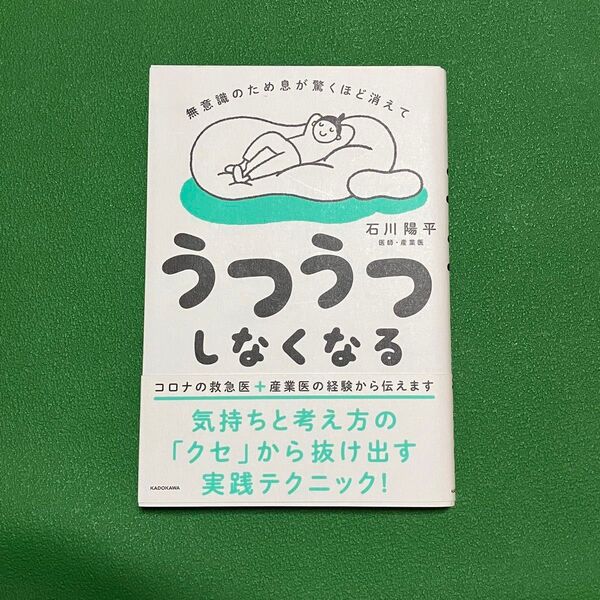 無意識のため息が驚くほど消えて
石川陽平
医師・産業医
うつうつ
しなくなる
コロナの救急医+産業医の経験から伝えます
気持ちと考え方の
「クセ」から抜け出す
実践テクニック!
KADOKAWA